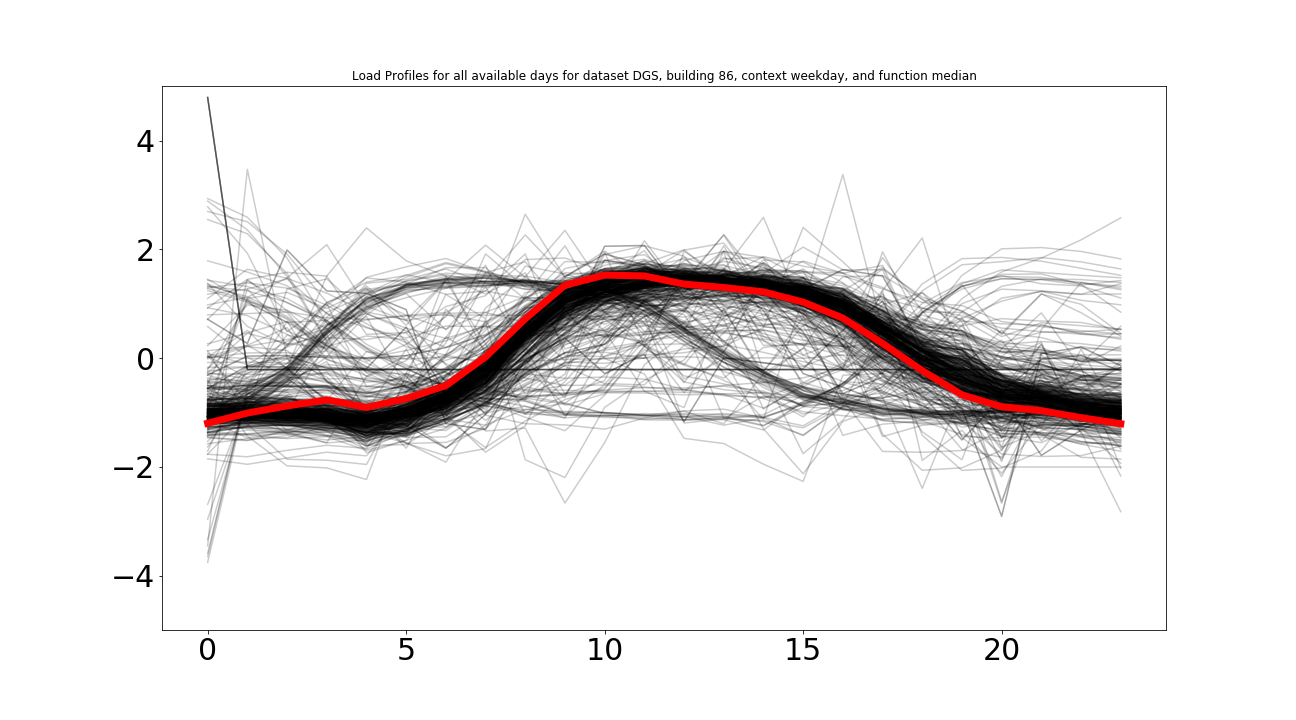 Load Profiles for all available days for dataset DGS, building 86, context weekday, and function median
4
2
0
−2
−4
0 5 10 15 20